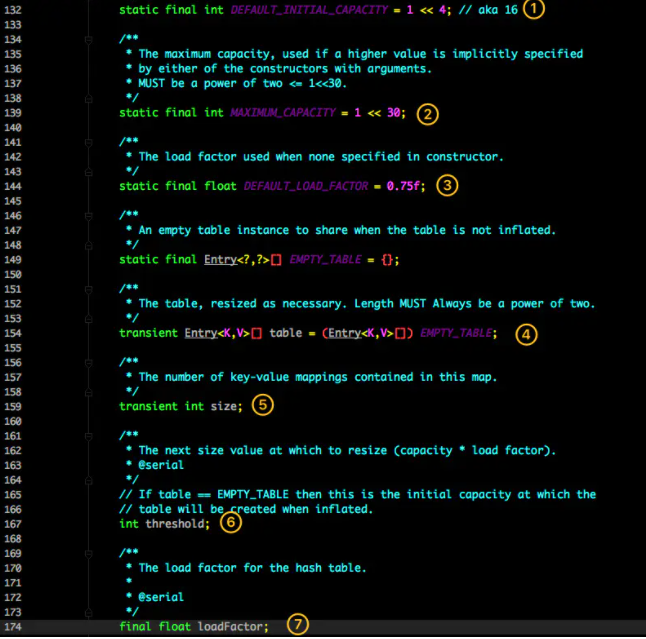 132 static final int DEFAULT_INITIAL_CAPACITY = 1 << 4; // aka 16 1
133
134 /**
135 * The maximum capacity, used if a higher value is implicitly specified
136 * by either of the constructors with arguments.
137 * MUST be a power of two <= 1<<30.
138 */
139 static final int MAXIMUM_CAPACITY = 1 << 30; 2
140
141 /**
142 * The load factor used when none specified in constructor.
143 */
144 static final float DEFAULT_LOAD_FACTOR = 0.75f; 3
145
146 /**
147 * An empty table instance to share when the table is not inflated.
148 */
149 static final Entry<?,?>[] EMPTY_TABLE = {};
150
151 /**
152 * The table, resized as necessary. Length MUST Always be a power of two.
153 */
154 transient Entry<K,V>[] table = (Entry<K,V>[]) EMPTY_TABLE; 4
155
156 /**
157 * The number of key-value mappings contained in this map.
158 */
159 transient int size; 5
160
161 /**
162 * The next size value at which to resize (capacity * load factor).
163 * @serial
164 */
165 // If table == EMPTY_TABLE then this is the initial capacity at which the
166 // table will be created when inflated.
167 int threshold; 6
168
169 /**
170 * The load factor for the hash table.
171 *
172 * @serial
173 */
174 final float loadFactor; 7